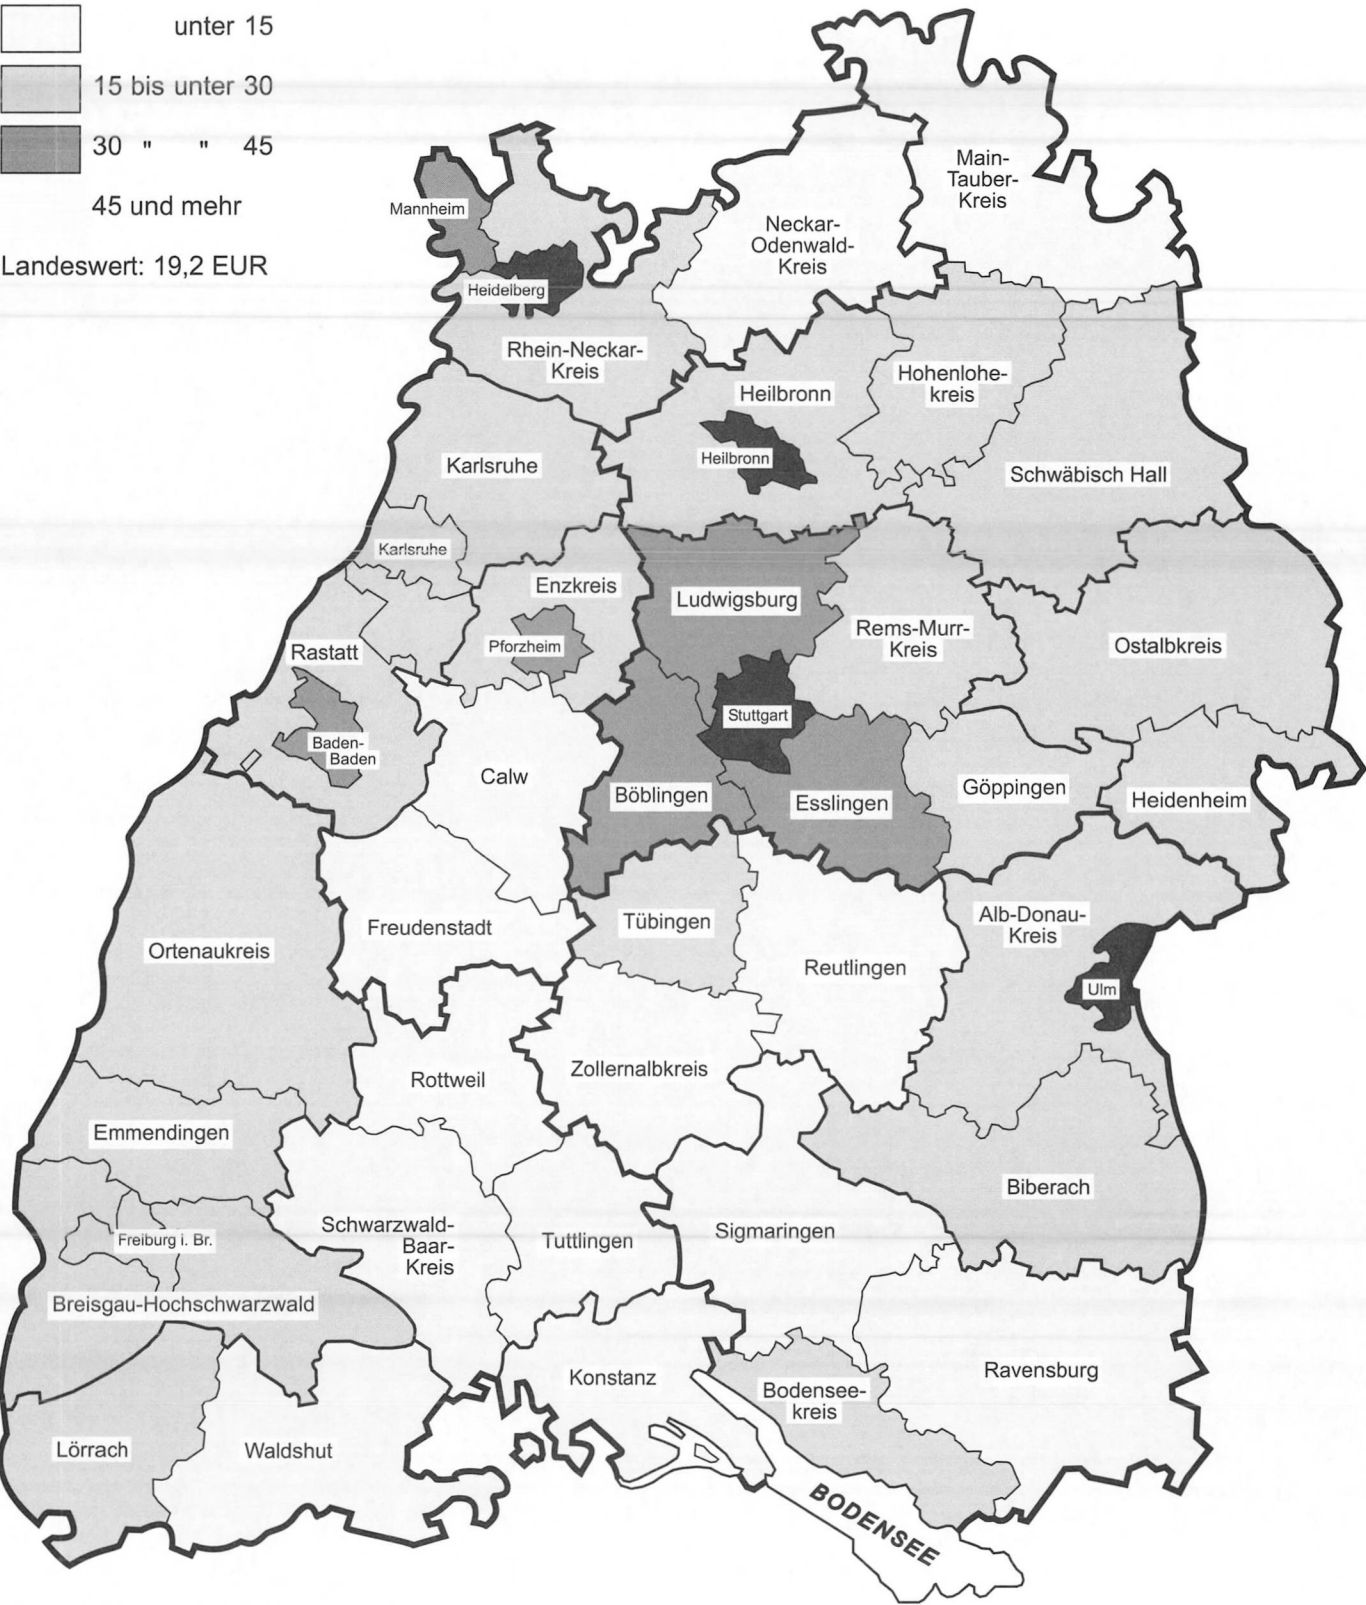 unter 15
15 bis unter 30
30 " " 45
45 und mehr
Landeswert: 19,2 EUR
Main-
Tauber-
Kreis
Mannheim
Neckar-
Odenwald-
Kreis
Heidelberg
Rhein-Neckar-
Kreis
Heilbronn
Hohenlohe-
kreis
Heilbronn
Karlsruhe
Schwäbisch Hall
Karlsruhe
Enzkreis
Ludwigsburg
Rems-Murr-
Kreis
Pforzheim
Ostalbkreis
Rastatt
Stuttgart
Baden-
Baden
Calw
Böblingen
Esslingen
Göppingen
Heidenheim
Freudenstadt
Tübingen
Alb-Donau-
Kreis
Ortenaukreis
Reutlingen
Ulm
Rottweil
Zollernalbkreis
Emmendingen
Biberach
Freiburg i. Br.
Schwarzwald-
Baar-
Kreis
Tuttlingen
Sigmaringen
Breisgau-Hochschwarzwald
Konstanz
Bodensee-
kreis
Ravensburg
Lörrach
Waldshut
BODENSEE